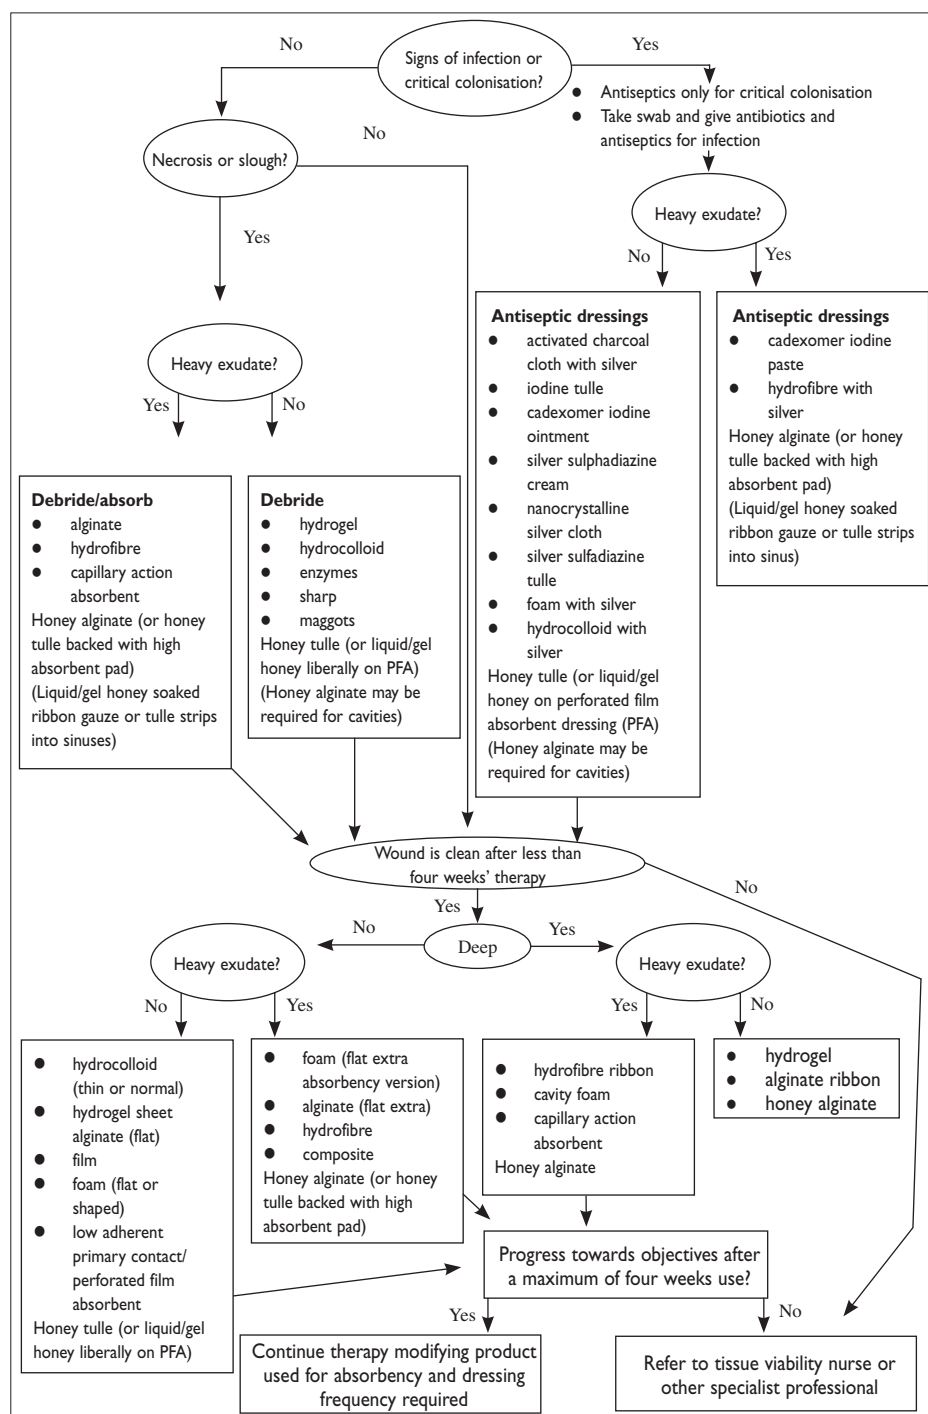 No
Yes
Signs of infection or
critical colonisation?
● Antiseptics only for critical colonisation
● Take swab and give antibiotics and
antiseptics for infection
No
Necrosis or slough?
Heavy exudate?
Yes
No
Yes
Antiseptic dressings
● activated charcoal
cloth with silver
● iodine tulle
● cadexomer iodine
ointment
● silver sulphadiazine
cream
● nanocrystalline
silver cloth
● silver sulfadiazine
tulle
● foam with silver
● hydrocolloid with
silver
Honey tulle (or liquid/gel
honey on perforated film
absorbent dressing (PFA)
(Honey alginate may be
required for cavities)
Antiseptic dressings
● cadexomer iodine
paste
● hydrofibre with
silver
Honey alginate (or honey
tulle backed with high
absorbent pad)
(Liquid/gel honey soaked
ribbon gauze or tulle strips
into sinus)
Heavy exudate?
Yes
No
Debride/absorb
● alginate
● hydrofibre
● capillary action
absorbent
Honey alginate (or honey
tulle backed with high
absorbent pad)
(Liquid/gel honey soaked
ribbon gauze or tulle strips
into sinuses)
Debride
● hydrogel
● hydrocolloid
● enzymes
● sharp
● maggots
Honey tulle (or liquid/gel
honey liberally on PFA)
(Honey alginate may be
required for cavities)
Wound is clean after less than
four weeks' therapy
No
Yes
No
Deep
Yes
Heavy exudate?
Heavy exudate?
No
Yes
Yes
No
● hydrocolloid
(thin or normal)
● hydrogel sheet
alginate (flat)
● film
● foam (flat or
shaped)
● low adherent
primary contact/
perforated film
absorbent
Honey tulle (or liquid/gel
honey liberally on PFA)
● foam (flat extra
absorbency version)
● alginate (flat extra)
● hydrofibre
● composite
Honey alginate (or honey
tulle backed with high
absorbent pad)
● hydrofibre ribbon
● cavity foam
● capillary action
absorbent
Honey alginate
● hydrogel
● alginate ribbon
● honey alginate
Progress towards objectives after
a maximum of four weeks use?
Yes
No
Continue therapy modifying product
used for absorbency and dressing
frequency required
Refer to tissue viability nurse or
other specialist professional